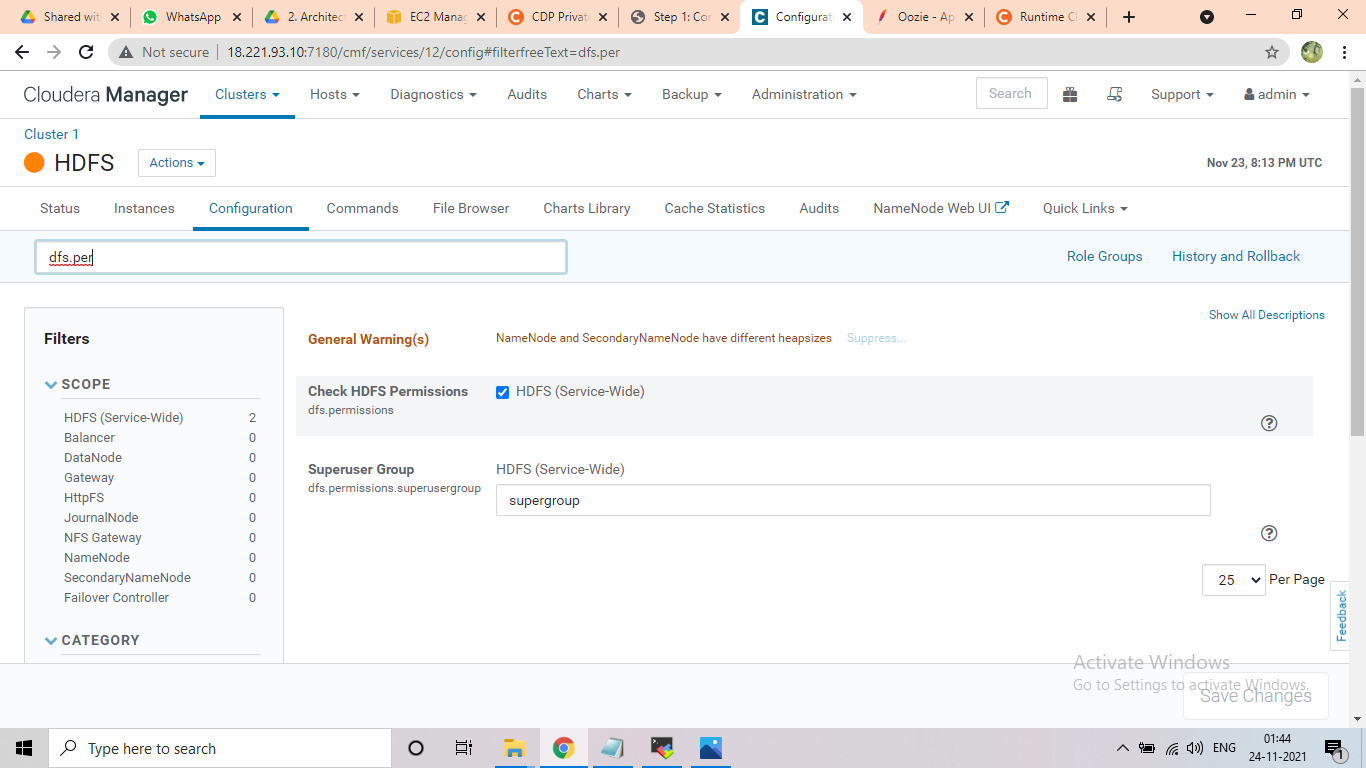 Shared wit
WhatsApp
2. Architec
EC2 Mana
CDP Privat
Step 1: Co
Configurat
Oozie - Ap
Runtime C
Not secure
18.221.93.10:7180/cmf/services/12/config#filterfreeText=dfs.per
Cloudera Manager
Clusters
Hosts
Diagnostics
Audits
Charts
Backup
Administration
Search
Support
admin
Cluster 1
HDFS
Actions
Nov 23, 8:13 PM UTC
Status
Instances
Configuration
Commands
File Browser
Charts Library
Cache Statistics
Audits
NameNode Web UI
Quick Links
dfs.per
Role Groups
History and Rollback
Show All Descriptions
Filters
General Warning(s)
NameNode and SecondaryNameNode have different heapsizes
Suppress...
SCOPE
HDFS (Service-Wide) 2
Balancer 0
DataNode 0
Gateway 0
HttpFS 0
JournalNode 0
NFS Gateway 0
NameNode 0
SecondaryNameNode 0
Failover Controller 0
CATEGORY
Check HDFS Permissions
dfs.permissions
HDFS (Service-Wide)
Superuser Group
dfs.permissions.superusergroup
HDFS (Service-Wide)
supergroup
25
Per Page
Feedback
Activate Windows
Go to Settings to activate Windows.
Save Changes
Type here to search
ENG
01:44
24-11-2021
1